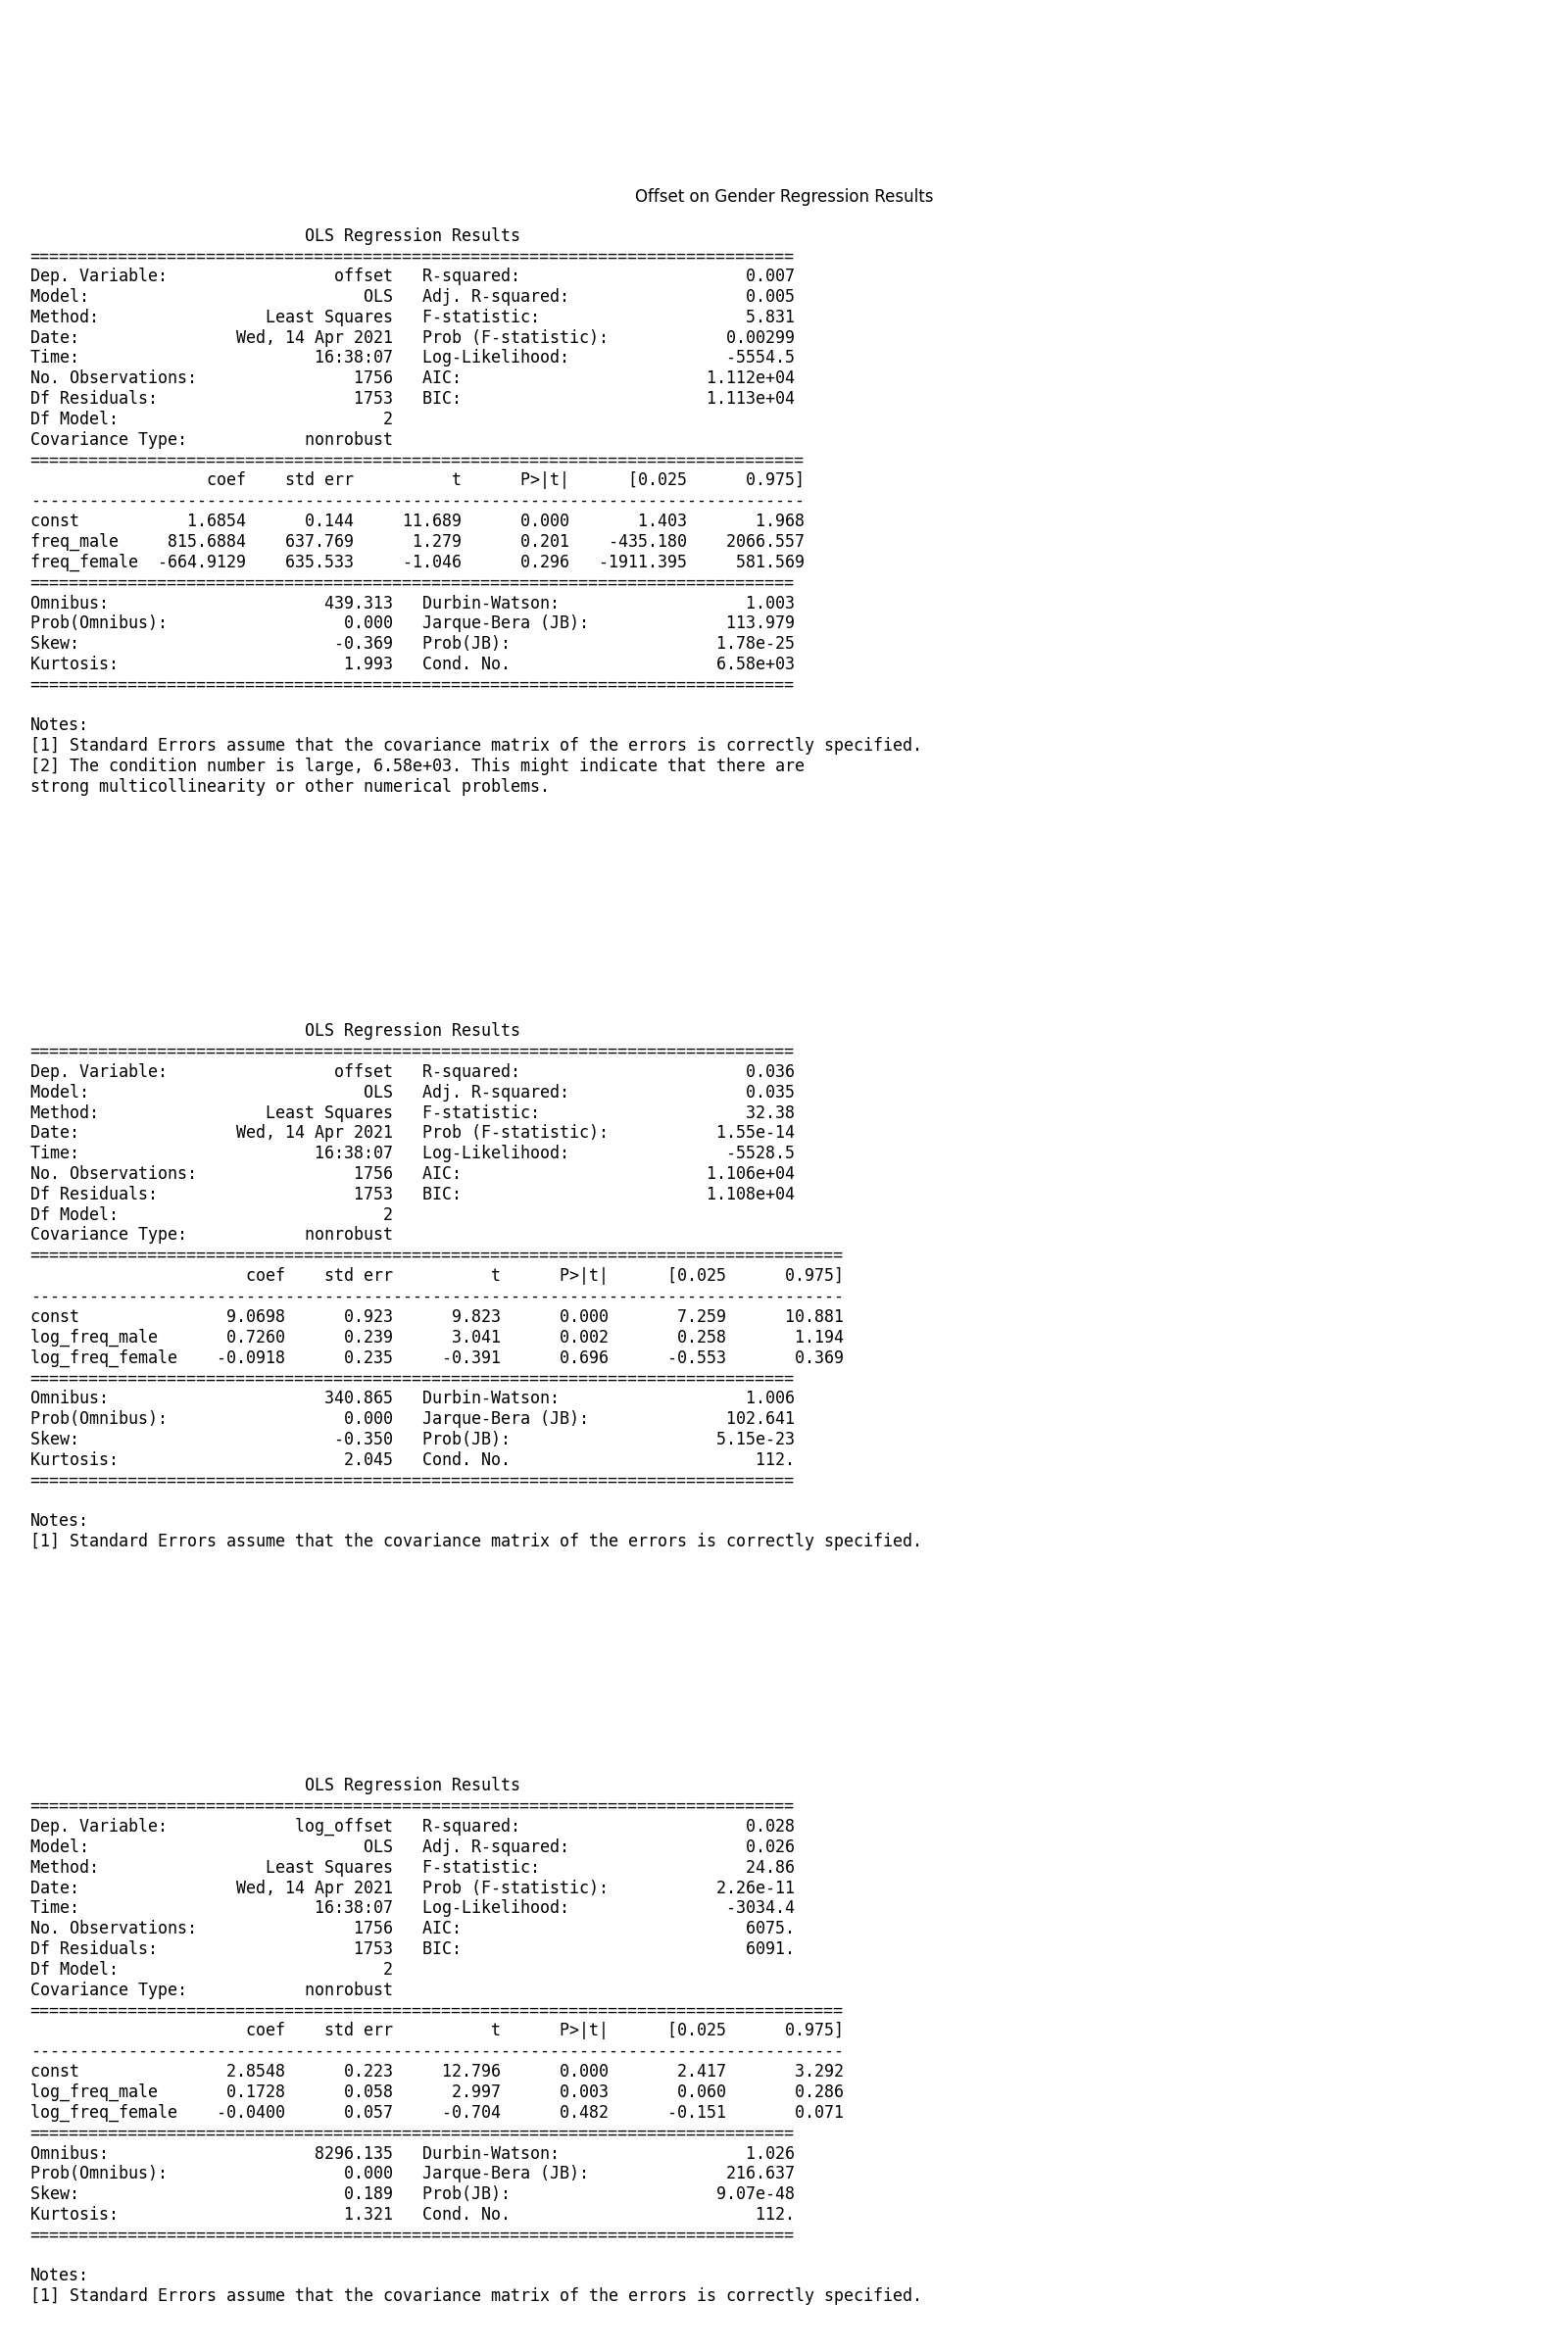 Offset on Gender Regression Results
                            OLS Regression Results
==============================================================================
Dep. Variable:                 offset   R-squared:                       0.007
Model:                            OLS   Adj. R-squared:                  0.005
Method:                 Least Squares   F-statistic:                     5.831
Date:                Wed, 14 Apr 2021   Prob (F-statistic):            0.00299
Time:                        16:38:07   Log-Likelihood:                -5554.5
No. Observations:                1756   AIC:                         1.112e+04
Df Residuals:                    1753   BIC:                         1.113e+04
Df Model:                           2
Covariance Type:            nonrobust
===============================================================================
                  coef    std err          t      P>|t|      [0.025      0.975]
-------------------------------------------------------------------------------
const           1.6854      0.144     11.689      0.000       1.403       1.968
freq_male     815.6884    637.769      1.279      0.201    -435.180    2066.557
freq_female  -664.9129    635.533     -1.046      0.296   -1911.395     581.569
==============================================================================
Omnibus:                      439.313   Durbin-Watson:                   1.003
Prob(Omnibus):                  0.000   Jarque-Bera (JB):              113.979
Skew:                          -0.369   Prob(JB):                     1.78e-25
Kurtosis:                       1.993   Cond. No.                     6.58e+03
==============================================================================
Notes:
[1] Standard Errors assume that the covariance matrix of the errors is correctly specified.
[2] The condition number is large, 6.58e+03. This might indicate that there are
strong multicollinearity or other numerical problems.
                            OLS Regression Results
==============================================================================
Dep. Variable:                 offset   R-squared:                       0.036
Model:                            OLS   Adj. R-squared:                  0.035
Method:                 Least Squares   F-statistic:                     32.38
Date:                Wed, 14 Apr 2021   Prob (F-statistic):           1.55e-14
Time:                        16:38:07   Log-Likelihood:                -5528.5
No. Observations:                1756   AIC:                         1.106e+04
Df Residuals:                    1753   BIC:                         1.108e+04
Df Model:                           2
Covariance Type:            nonrobust
===================================================================================
                      coef    std err          t      P>|t|      [0.025      0.975]
-----------------------------------------------------------------------------------
const               9.0698      0.923      9.823      0.000       7.259      10.881
log_freq_male       0.7260      0.239      3.041      0.002       0.258       1.194
log_freq_female    -0.0918      0.235     -0.391      0.696      -0.553       0.369
==============================================================================
Omnibus:                      340.865   Durbin-Watson:                   1.006
Prob(Omnibus):                  0.000   Jarque-Bera (JB):              102.641
Skew:                          -0.350   Prob(JB):                     5.15e-23
Kurtosis:                       2.045   Cond. No.                         112.
==============================================================================
Notes:
[1] Standard Errors assume that the covariance matrix of the errors is correctly specified.
                            OLS Regression Results
==============================================================================
Dep. Variable:             log_offset   R-squared:                       0.028
Model:                            OLS   Adj. R-squared:                  0.026
Method:                 Least Squares   F-statistic:                     24.86
Date:                Wed, 14 Apr 2021   Prob (F-statistic):           2.26e-11
Time:                        16:38:07   Log-Likelihood:                -3034.4
No. Observations:                1756   AIC:                             6075.
Df Residuals:                    1753   BIC:                             6091.
Df Model:                           2
Covariance Type:            nonrobust
===================================================================================
                      coef    std err          t      P>|t|      [0.025      0.975]
-----------------------------------------------------------------------------------
const               2.8548      0.223     12.796      0.000       2.417       3.292
log_freq_male       0.1728      0.058      2.997      0.003       0.060       0.286
log_freq_female    -0.0400      0.057     -0.704      0.482      -0.151       0.071
==============================================================================
Omnibus:                     8296.135   Durbin-Watson:                   1.026
Prob(Omnibus):                  0.000   Jarque-Bera (JB):              216.637
Skew:                           0.189   Prob(JB):                     9.07e-48
Kurtosis:                       1.321   Cond. No.                         112.
==============================================================================
Notes:
[1] Standard Errors assume that the covariance matrix of the errors is correctly specified.